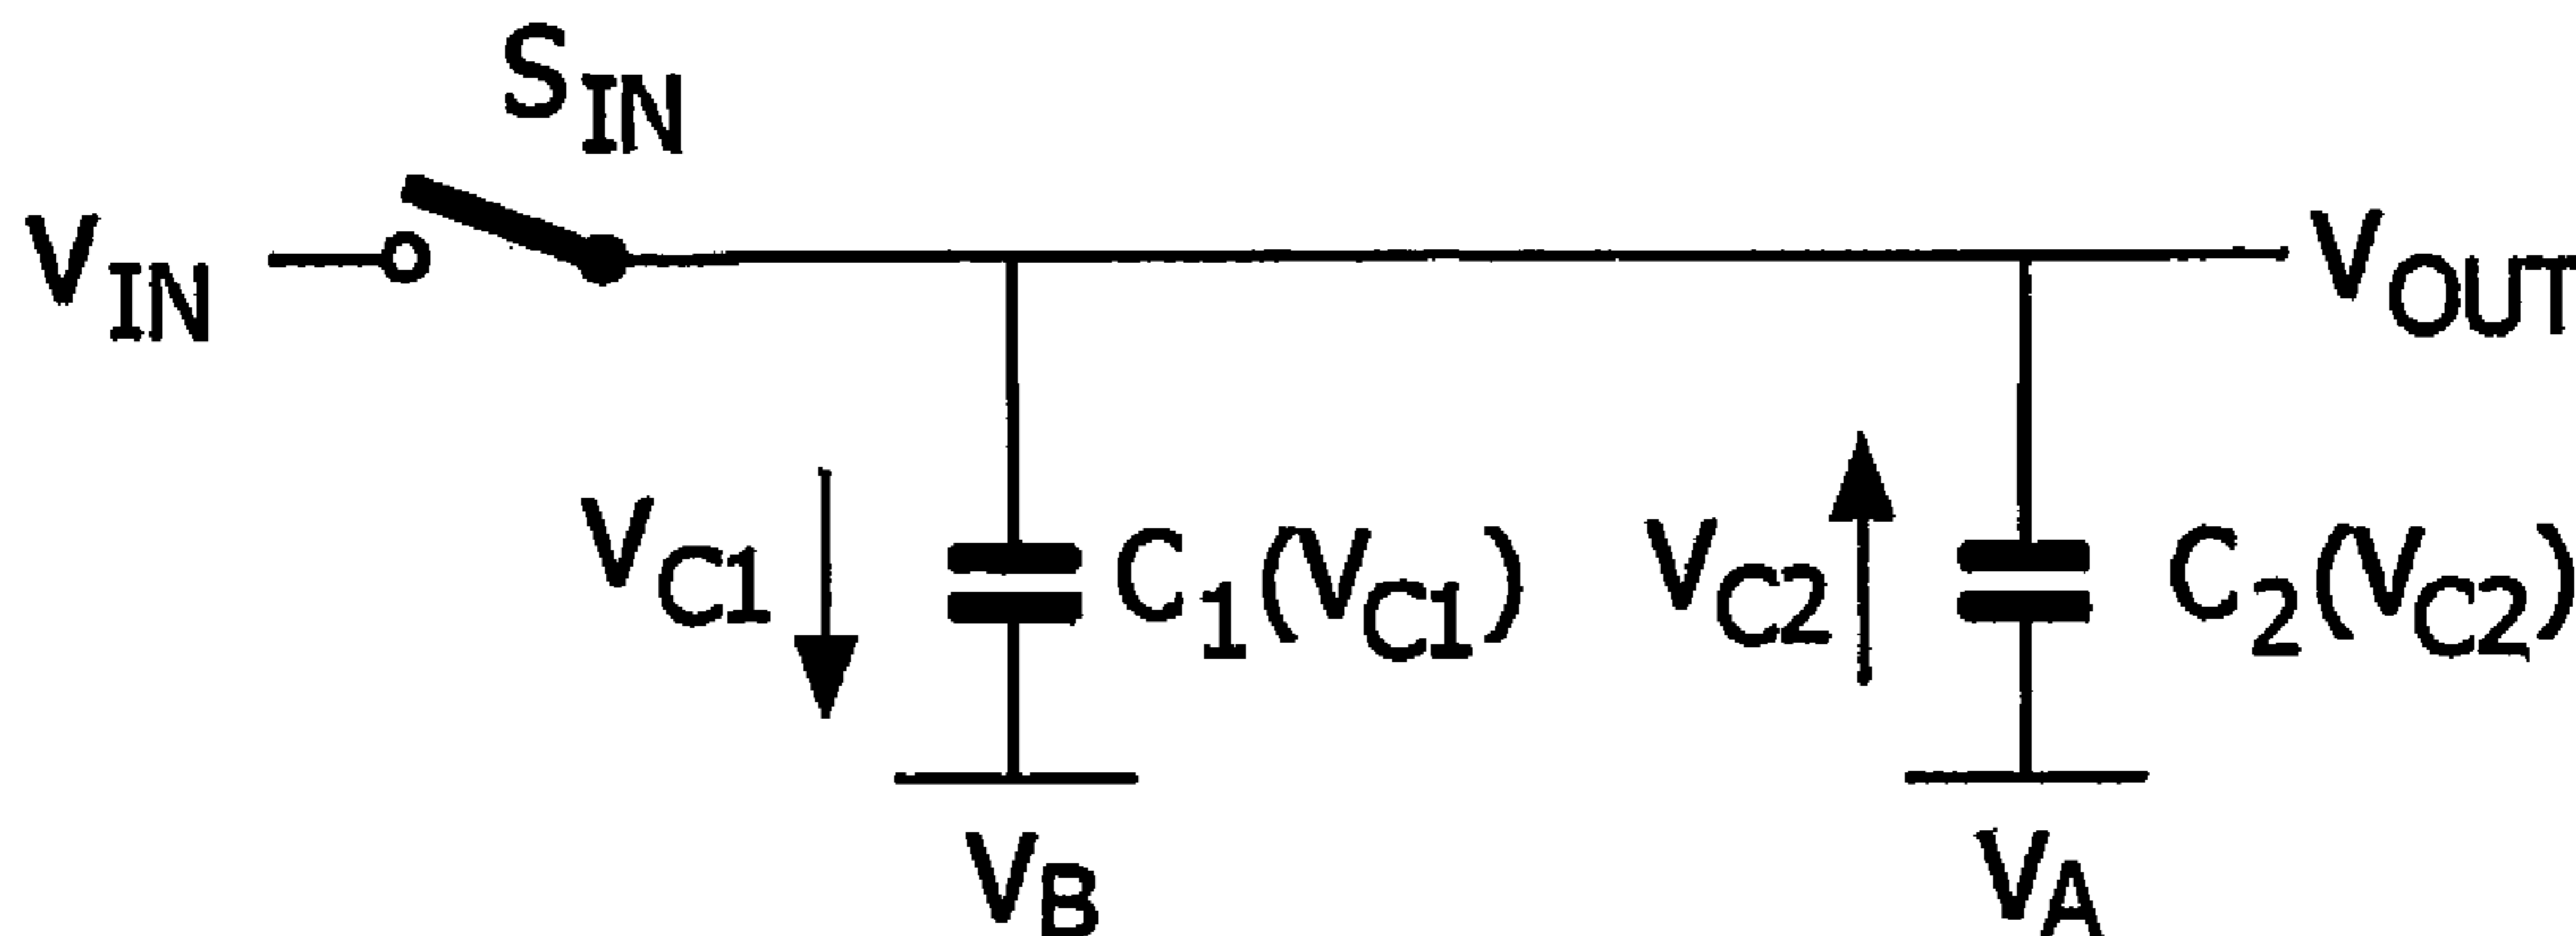 S_IN
V_IN
V_OUT
V_C1
C_1(V_C1)
V_C2
C_2(V_C2)
V_B
V_A